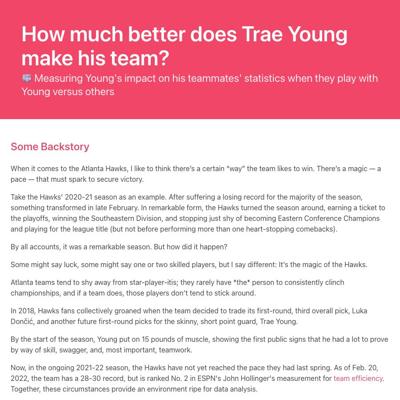 How much better does Trae Young
make his team?
Measuring Young's impact on his teammates' statistics when they play with
Young versus others
Some Backstory
When it comes to the Atlanta Hawks, I like to think there's a certain “way” the team likes to win. There's a magic — a
pace — that must spark to secure victory.
Take the Hawks' 2020-21 season as an example. After suffering a losing record for the majority of the season,
something transformed in late February. In remarkable form, the Hawks turned the season around, earning a ticket to
the playoffs, winning the Southeastern Division, and stopping just shy of becoming Eastern Conference Champions
and playing for the league title (but not before performing more than one heart-stopping comebacks).
By all accounts, it was a remarkable season. But how did it happen?
Some might say luck, some might say one or two skilled players, but I say different: It's the magic of the Hawks.
Atlanta teams tend to shy away from star-player-itis; they rarely have *the* person to consistently clinch
championships, and if a team does, those players don't tend to stick around.
In 2018, Hawks fans collectively groaned when the team decided to trade its first-round, third overall pick, Luka
Dončić, and another future first-round picks for the skinny, short point guard, Trae Young.
By the start of the season, Young put on 15 pounds of muscle, showing the first public signs that he had a lot to prove
by way of skill, swagger, and, most important, teamwork.
Now, in the ongoing 2021-22 season, the Hawks have not yet reached the pace they had last spring. As of Feb. 20,
2022, the team has a 28-30 record, but is ranked No. 2 in ESPN's John Hollinger's measurement for team efficiency.
Together, these circumstances provide an environment ripe for data analysis.